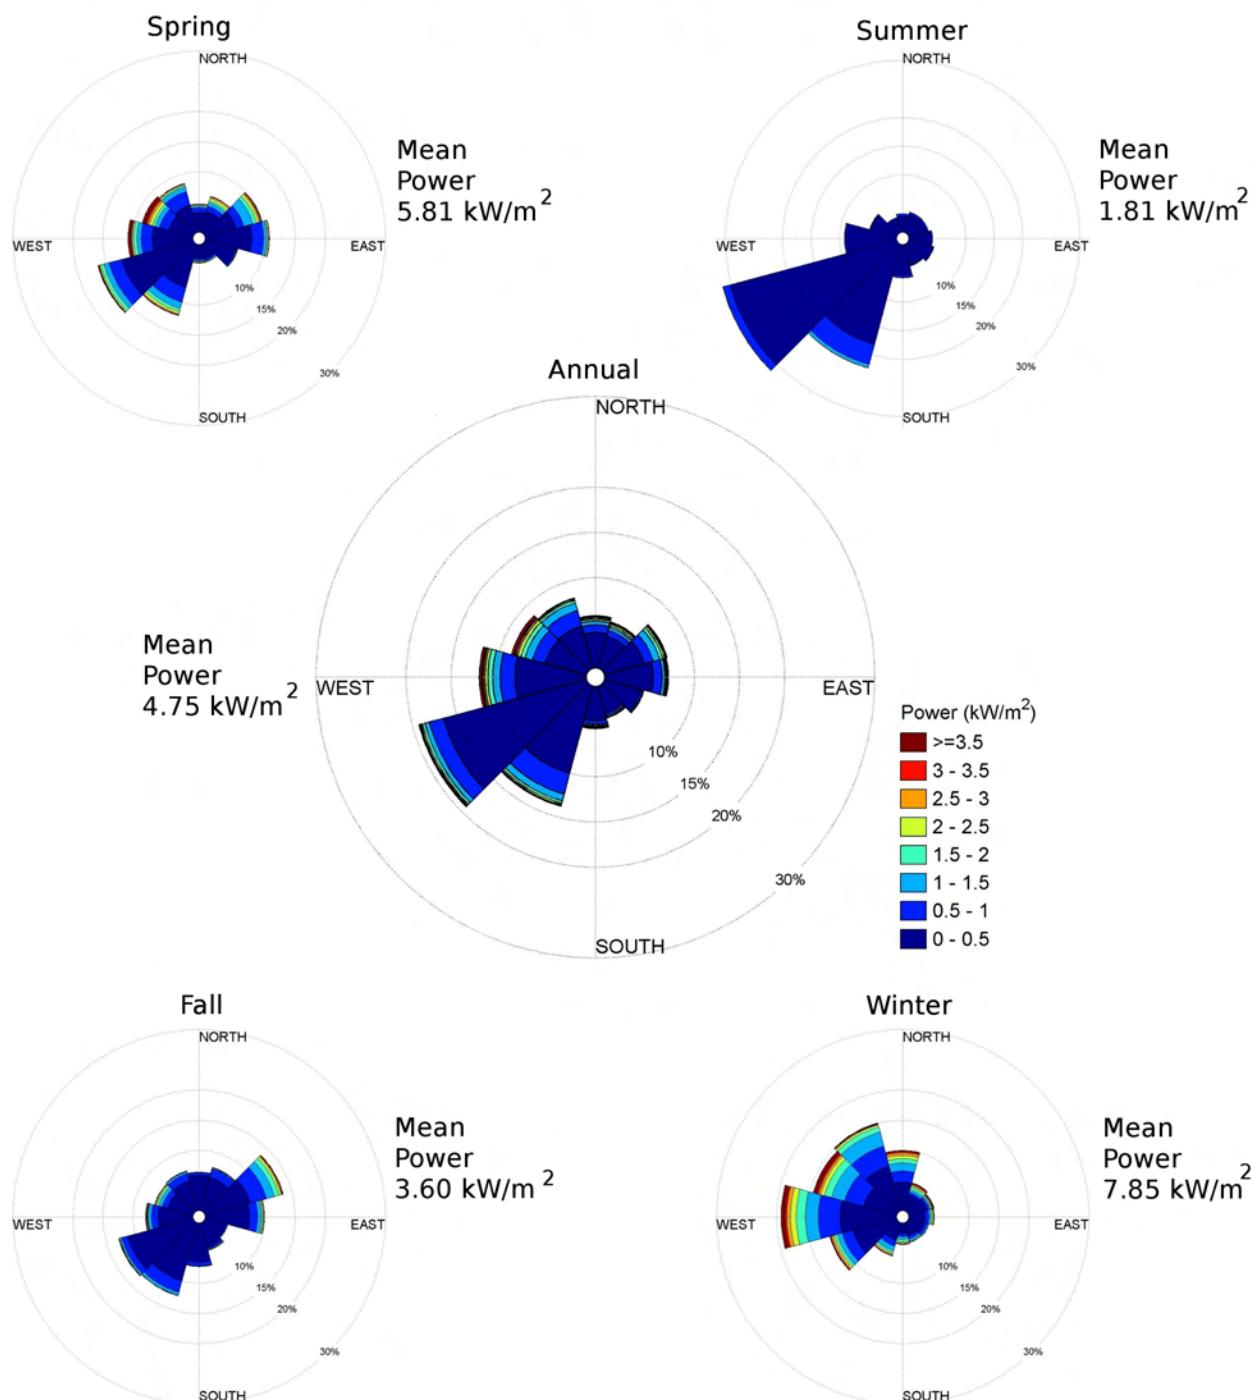 Spring
NORTH
WEST
EAST
SOUTH
10%
15%
20%
30%
Mean
Power
5.81 kW/m²
Summer
NORTH
WEST
EAST
SOUTH
10%
15%
20%
30%
Mean
Power
1.81 kW/m²
Annual
NORTH
WEST
EAST
SOUTH
10%
15%
20%
30%
Mean
Power
4.75 kW/m²
Power (kW/m²)
>=3.5
3 - 3.5
2.5 - 3
2 - 2.5
1.5 - 2
1 - 1.5
0.5 - 1
0 - 0.5
Fall
NORTH
WEST
EAST
SOUTH
10%
15%
20%
30%
Mean
Power
3.60 kW/m²
Winter
NORTH
WEST
EAST
SOUTH
10%
15%
20%
30%
Mean
Power
7.85 kW/m²